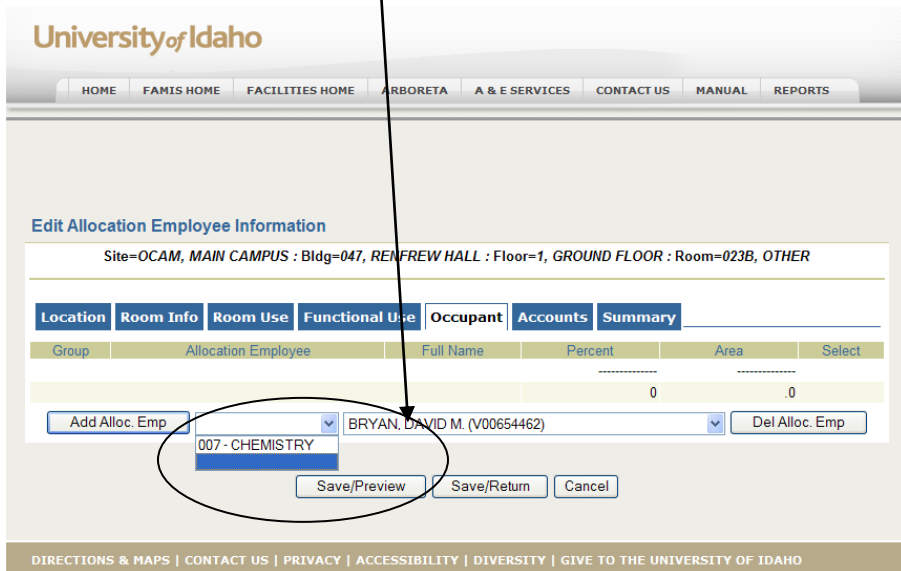 University of Idaho
HOME FAMIS HOME FACILITIES HOME ARBORETA A & E SERVICES CONTACT US MANUAL REPORTS
Edit Allocation Employee Information
Site=OCAM, MAIN CAMPUS : Bldg=047, RENFREW HALL : Floor=1, GROUND FLOOR : Room=023B, OTHER
Location Room Info Room Use Functional Use Occupant Accounts Summary
Group Allocation Employee Full Name Percent Area Select
-------------- --------------
0 .0
Add Alloc. Emp BRYAN, DAVID M. (V00654462) Del Alloc. Emp
007 - CHEMISTRY
Save/Preview Save/Return Cancel
DIRECTIONS & MAPS | CONTACT US | PRIVACY | ACCESSIBILITY | DIVERSITY | GIVE TO THE UNIVERSITY OF IDAHO